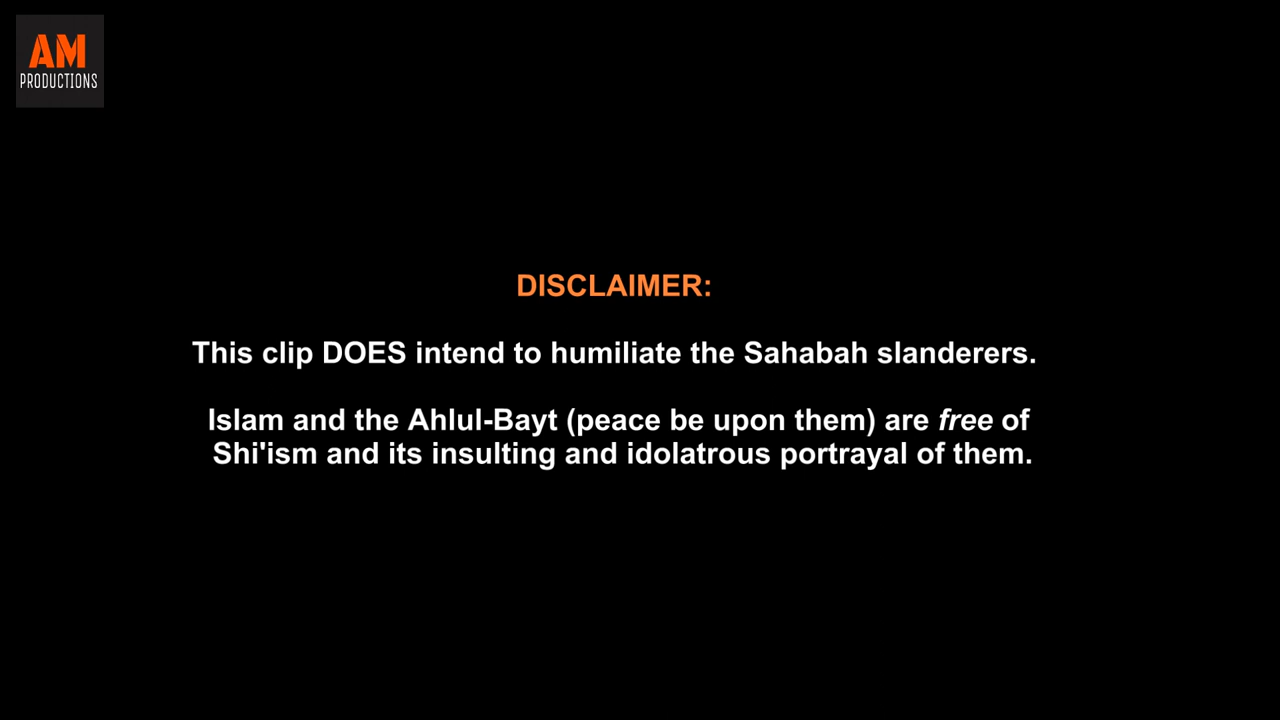 AM
PRODUCTIONS
DISCLAIMER:
This clip DOES intend to humiliate the Sahabah slanderers.
Islam and the Ahlul-Bayt (peace be upon them) are free of
Shi'ism and its insulting and idolatrous portrayal of them.